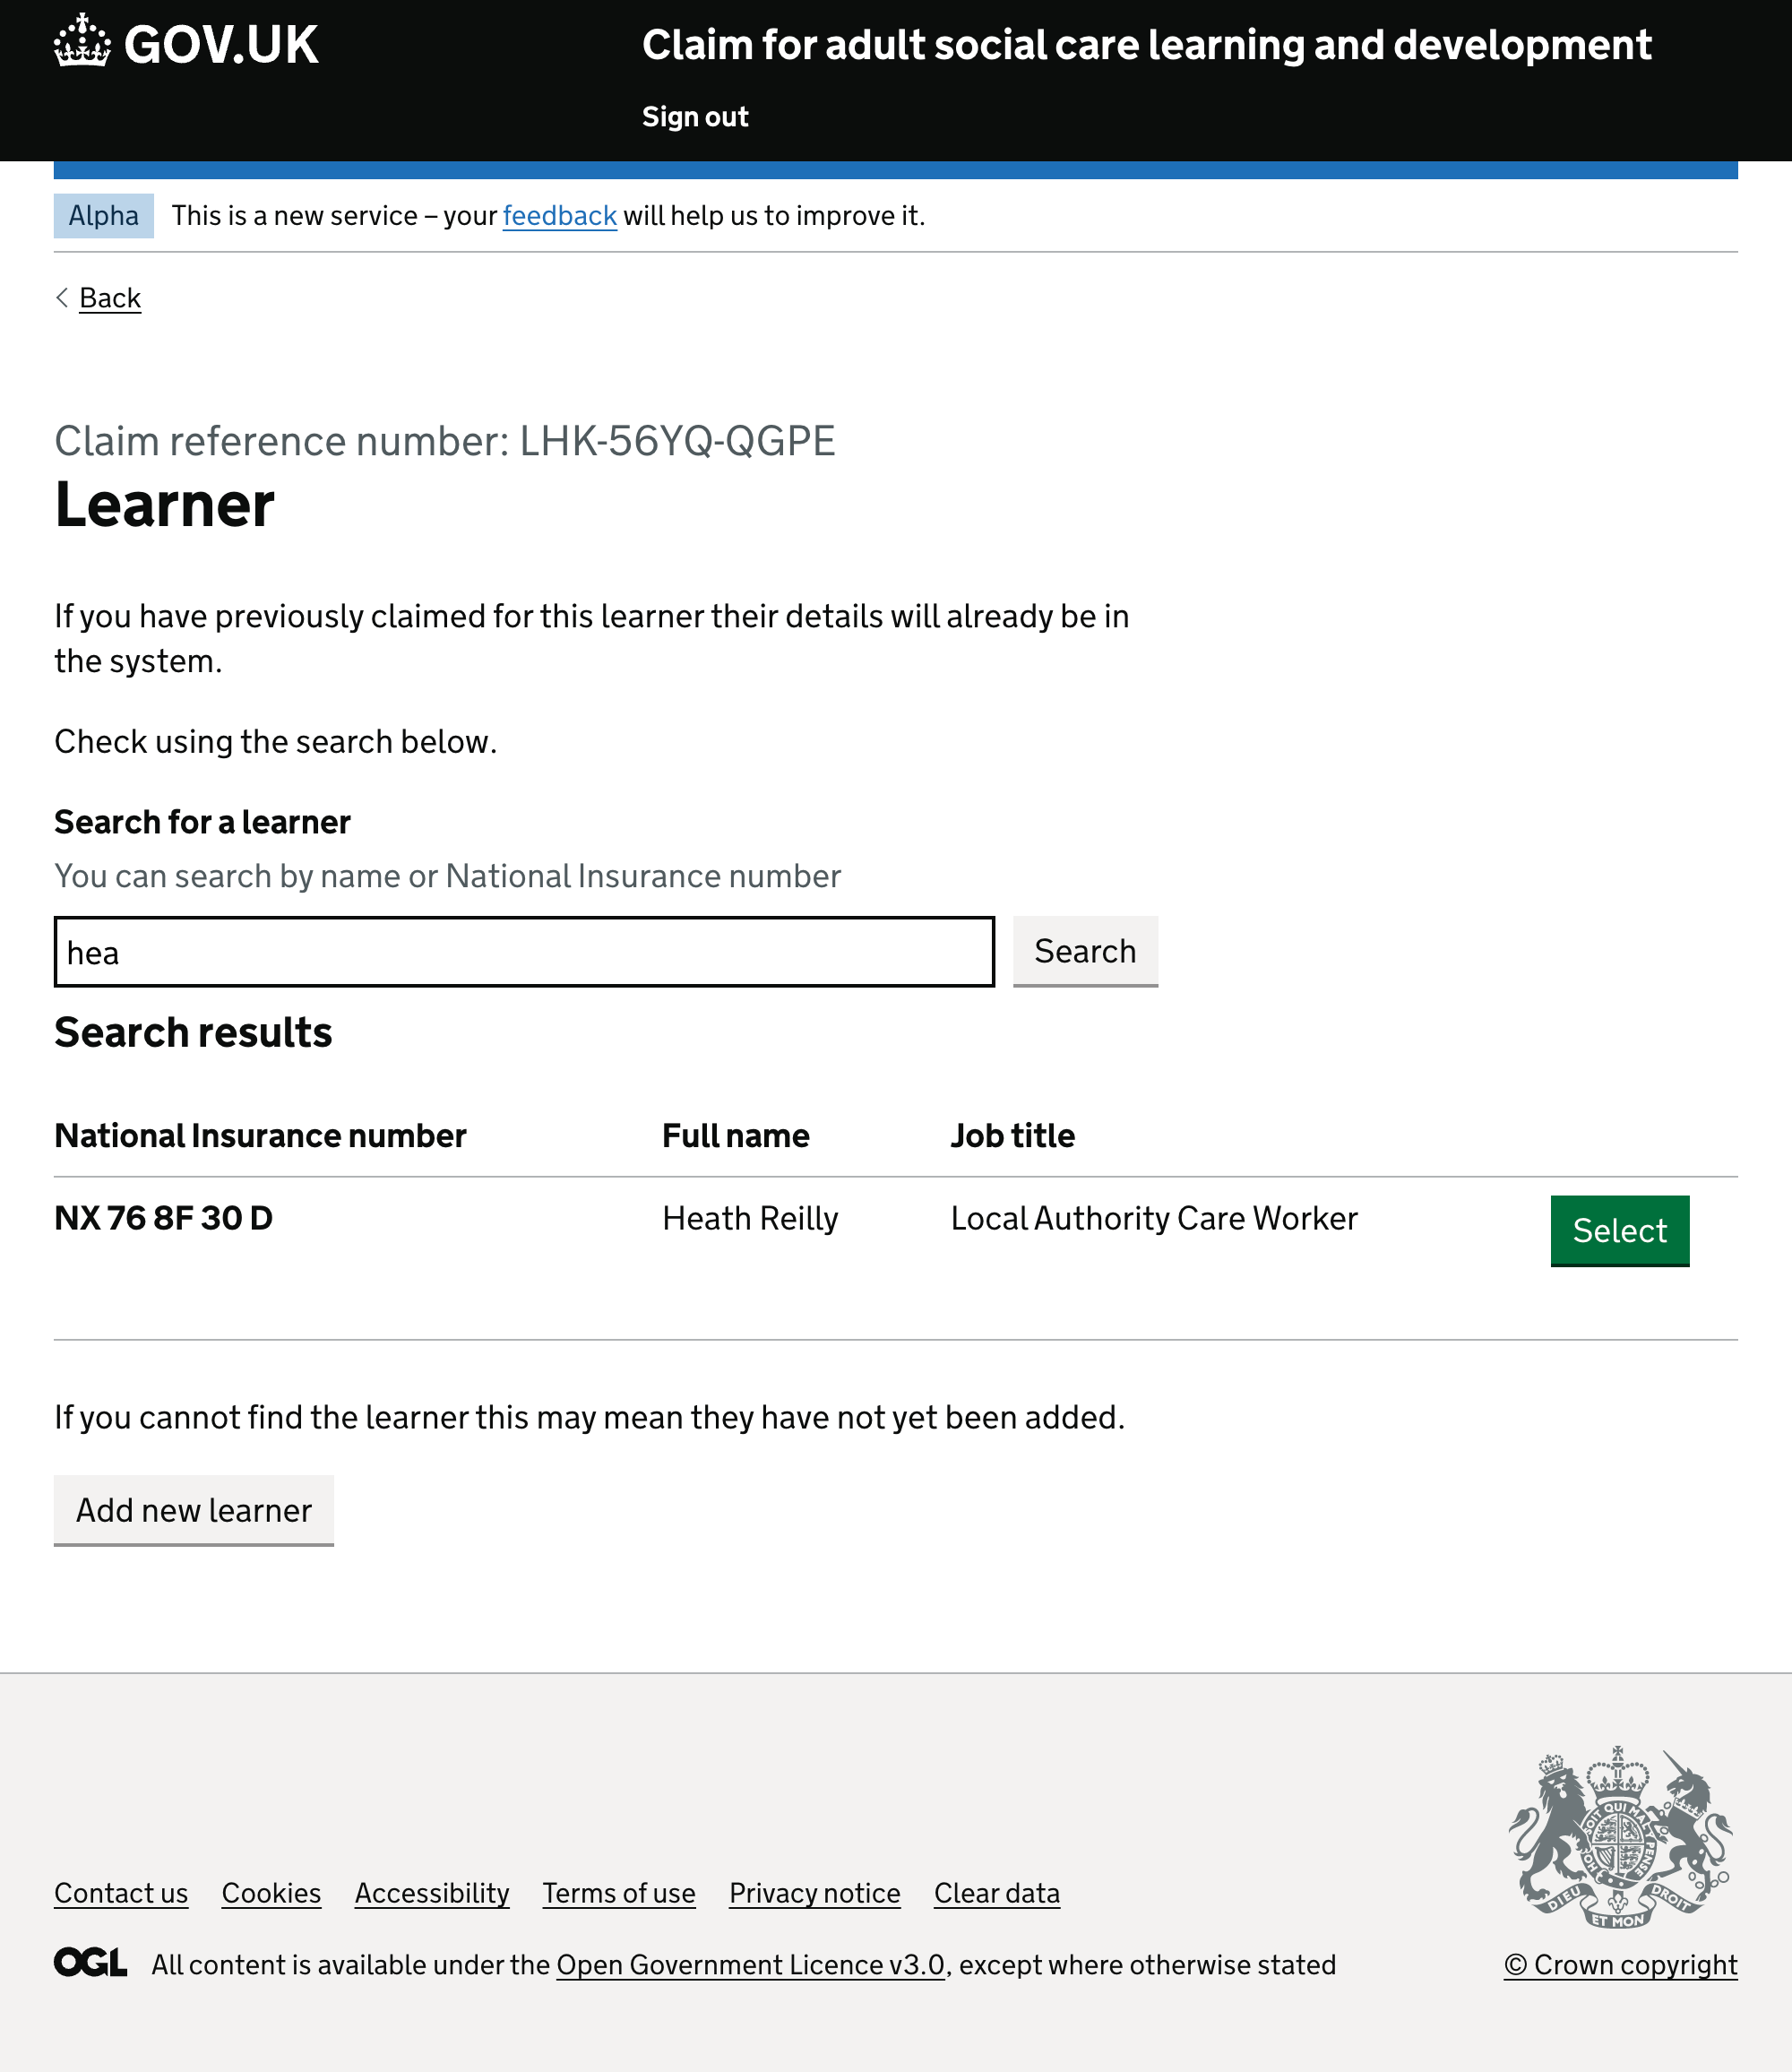 GOV.UK
Claim for adult social care learning and development
Sign out
Alpha This is a new service – your feedback will help us to improve it.
Back
Claim reference number: LHK-56YQ-QGPE
Learner
If you have previously claimed for this learner their details will already be in
the system.
Check using the search below.
Search for a learner
You can search by name or National Insurance number
hea Search
Search results
National Insurance number Full name Job title
NX 76 8F 30 D Heath Reilly Local Authority Care Worker Select
If you cannot find the learner this may mean they have not yet been added.
Add new learner
Contact us Cookies Accessibility Terms of use Privacy notice Clear data
DIEU ET MON DROIT
OGL All content is available under the Open Government Licence v3.0, except where otherwise stated
© Crown copyright